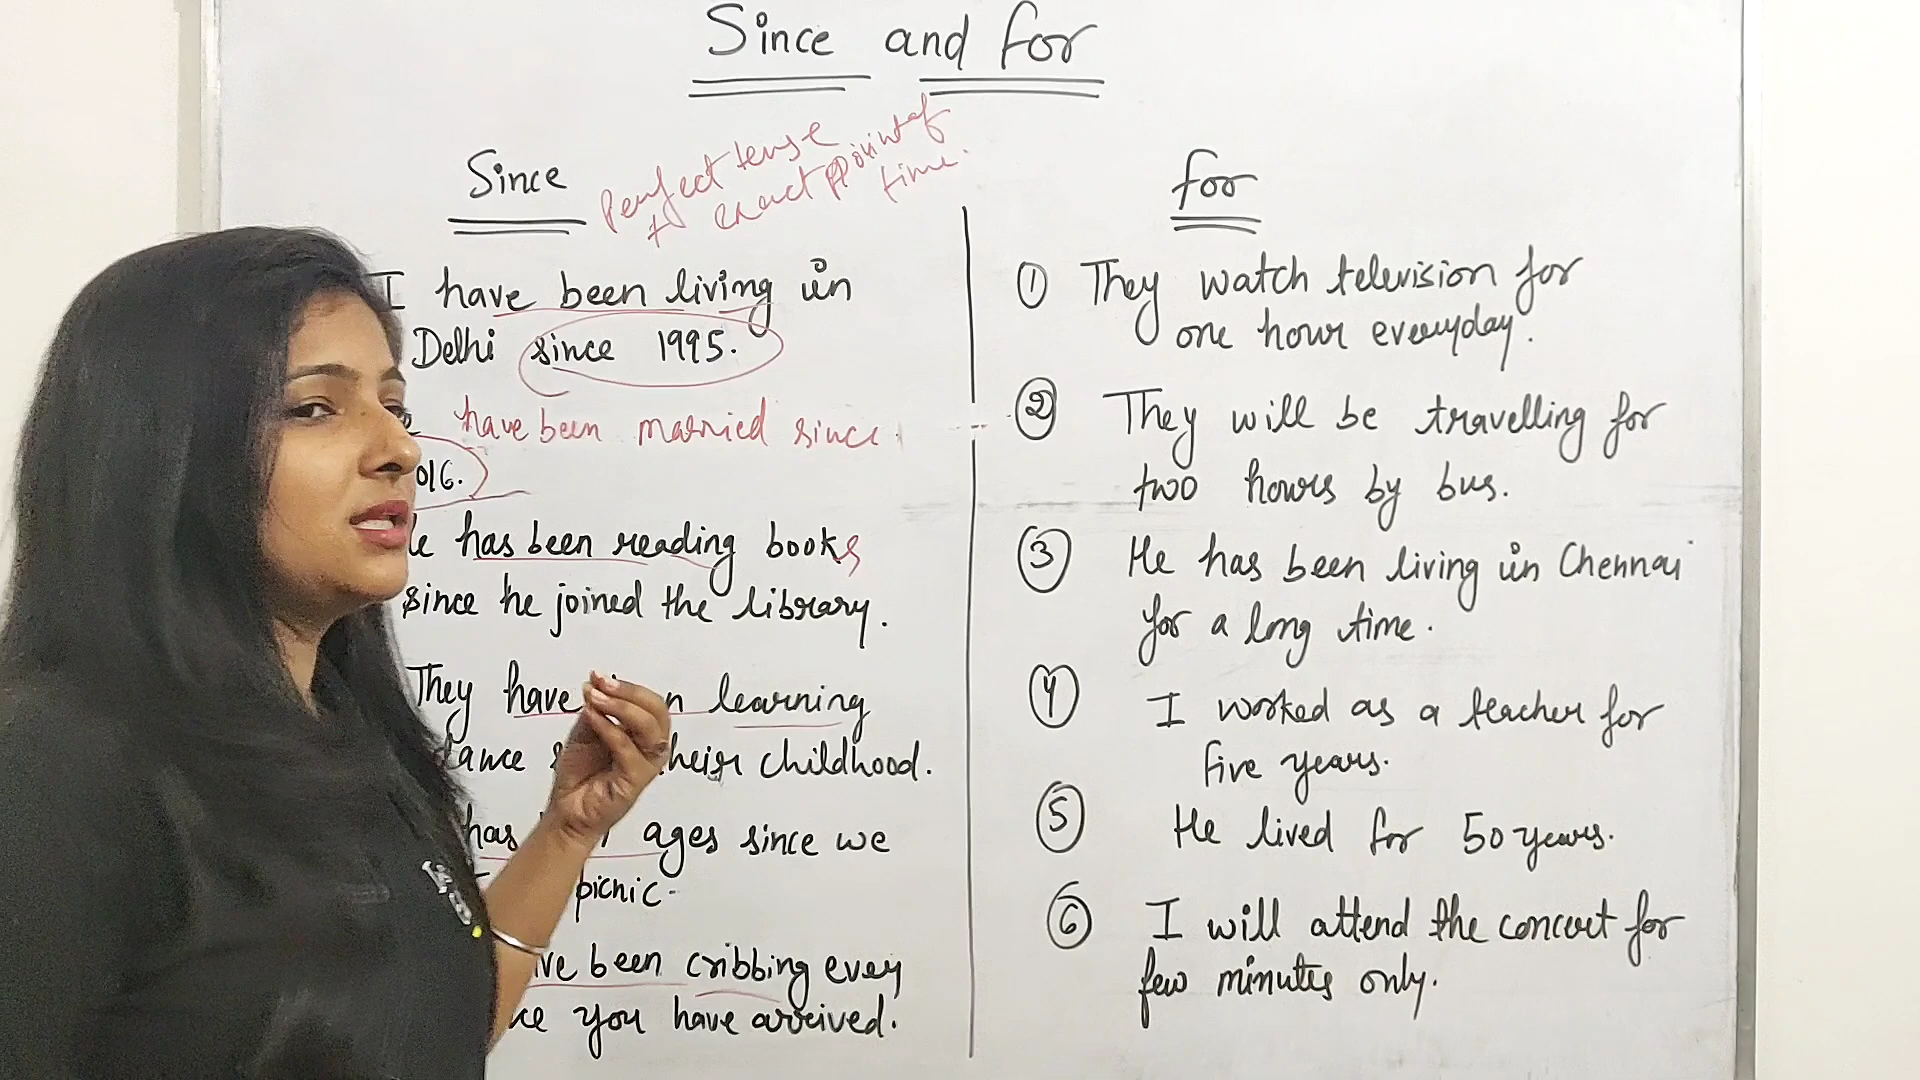 Since and for
Since
Perfect tense
+ exact point of
time.
I have been living in
Delhi since 1995.
have been married since
016.
has been reading books
since he joined the library.
They have learning
their childhood.
has ages since we
picnic.
been cribbing evey
you have arrived.
for
① They watch television for
one hour everyday.
② They will be travelling for
two hours by bus.
③ He has been living in Chennai
for a long time.
④ I worked as a teacher for
five years.
⑤ He lived for 50 years.
⑥ I will attend the concert for
few minutes only.